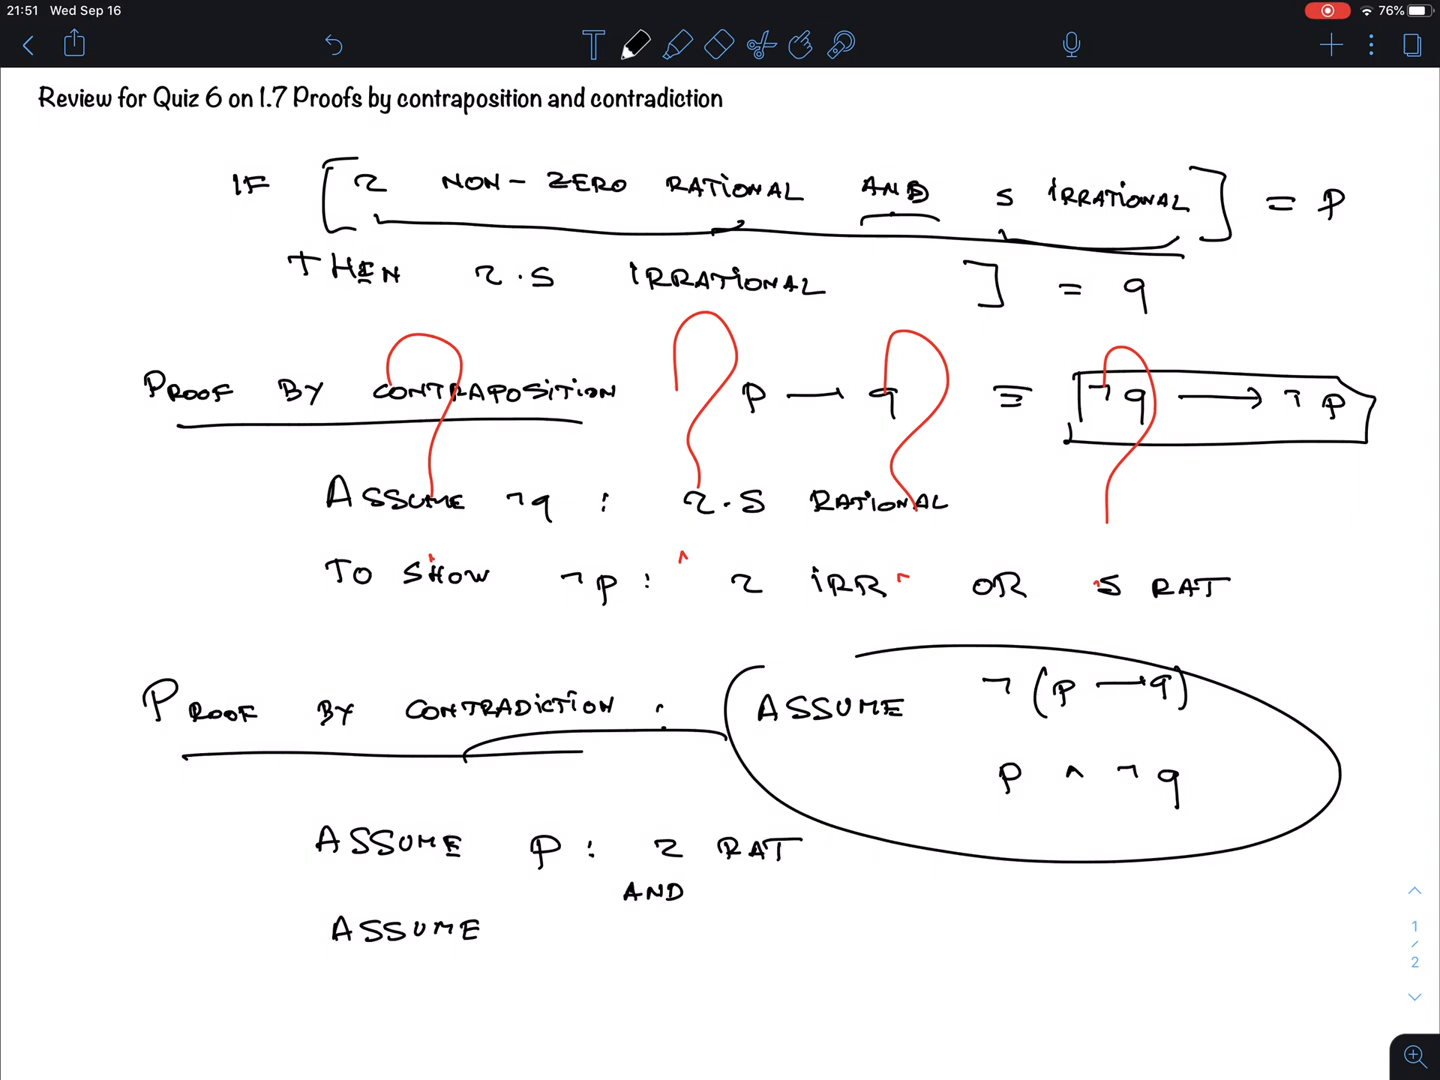 21:51 Wed Sep 16 76%
Review for Quiz 6 on 1.7 Proofs by contraposition and contradiction
IF [r NON-ZERO RATIONAL AND s IRRATIONAL] = P
THEN r·s IRRATIONAL ] = q
PROOF BY CONTRAPOSITION p → q ≡ ¬q → ¬p
ASSUME ¬q : r·s RATIONAL
TO SHOW ¬p : r IRR OR s RAT
PROOF BY CONTRADICTION : ASSUME ¬(p → q)
p ∧ ¬q
ASSUME p : r RAT
AND
ASSUME
1
/
2